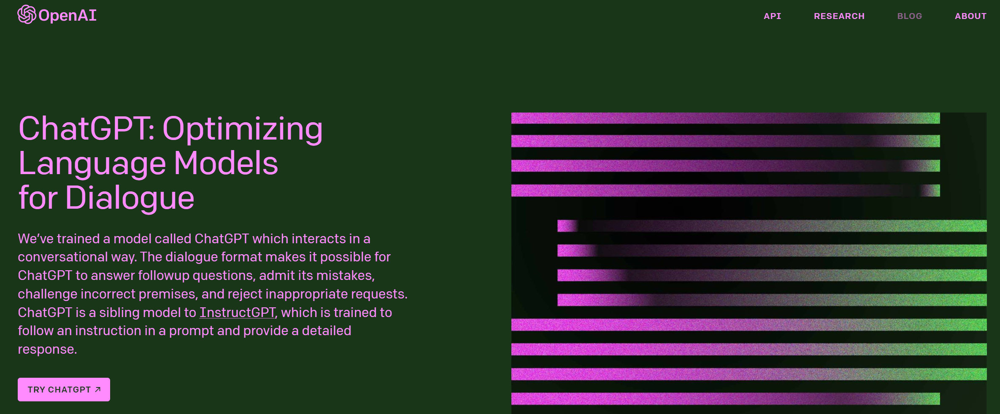 OpenAI
API RESEARCH BLOG ABOUT
ChatGPT: Optimizing
Language Models
for Dialogue
We’ve trained a model called ChatGPT which interacts in a
conversational way. The dialogue format makes it possible for
ChatGPT to answer followup questions, admit its mistakes,
challenge incorrect premises, and reject inappropriate requests.
ChatGPT is a sibling model to InstructGPT, which is trained to
follow an instruction in a prompt and provide a detailed
response.
TRY CHATGPT ↗